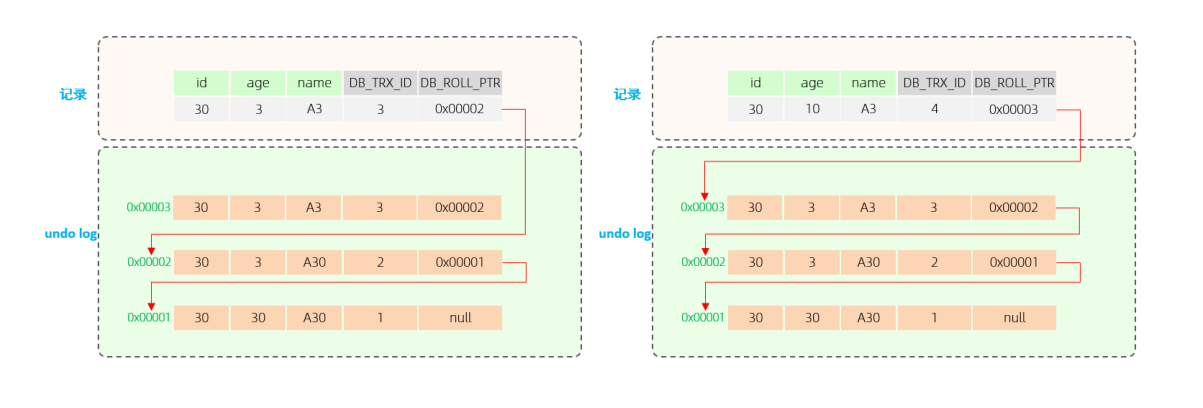 id age name DB_TRX_ID DB_ROLL_PTR
记录
30 3 A3 3 0x00002
0x00003 30 3 A3 3 0x00002
undo log
0x00002 30 3 A30 2 0x00001
0x00001 30 30 A30 1 null
id age name DB_TRX_ID DB_ROLL_PTR
记录
30 10 A3 4 0x00003
0x00003 30 3 A3 3 0x00002
undo log
0x00002 30 3 A30 2 0x00001
0x00001 30 30 A30 1 null